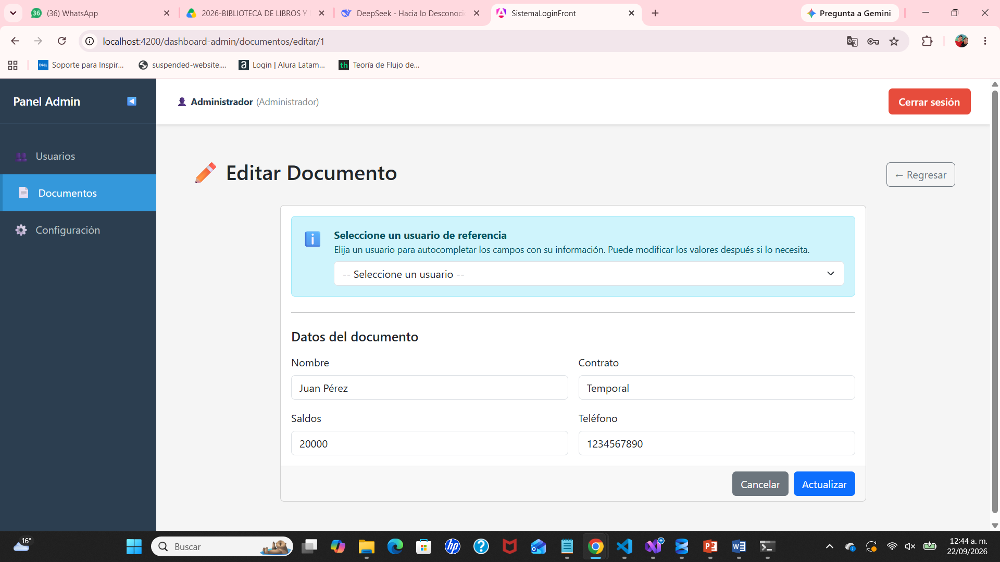 36
(36) WhatsApp
2026-BIBLIOTECA DE LIBROS Y
DeepSeek - Hacia lo Desconoci
SistemaLoginFront
Pregunta a Gemini
localhost:4200/dashboard-admin/documentos/editar/1
DELL
Soporte para Inspir...
suspended-website....
a
Login | Alura Latam...
th
Teoría de Flujo de...
Panel Admin
Administrador (Administrador)
Cerrar sesión
Usuarios
Documentos
Configuración
Editar Documento
← Regresar
Seleccione un usuario de referencia
Elija un usuario para autocompletar los campos con su información. Puede modificar los valores después si lo necesita.
-- Seleccione un usuario --
Datos del documento
Nombre
Contrato
Juan Pérez
Temporal
Saldos
Teléfono
20000
1234567890
Cancelar
Actualizar
16°
Buscar
12:44 a. m.
22/09/2026